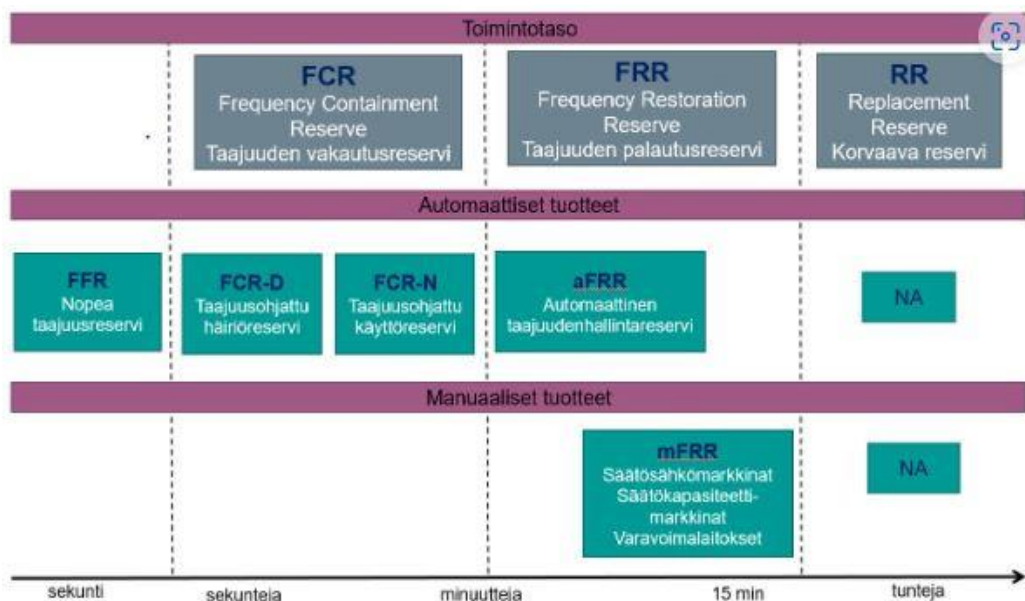 Toimintotaso
FCR
Frequency Containment
Reserve
Taajuuden vakautusreservi
FRR
Frequency Restoration
Reserve
Taajuuden palautusreservi
RR
Replacement
Reserve
Korvaava reservi
Automaattiset tuotteet
FFR
Nopea
taajuusreservi
FCR-D
Taajuusohjattu
häiriöreservi
FCR-N
Taajuusohjattu
käyttöreservi
aFRR
Automaattinen
taajuudenhallintareservi
NA
Manuaaliset tuotteet
mFRR
Säätösähkömarkkinat
Säätökapasiteetti-
markkinat
Varavoimalaitokset
NA
sekunti
sekunteja
minuutteja
15 min
tunteja